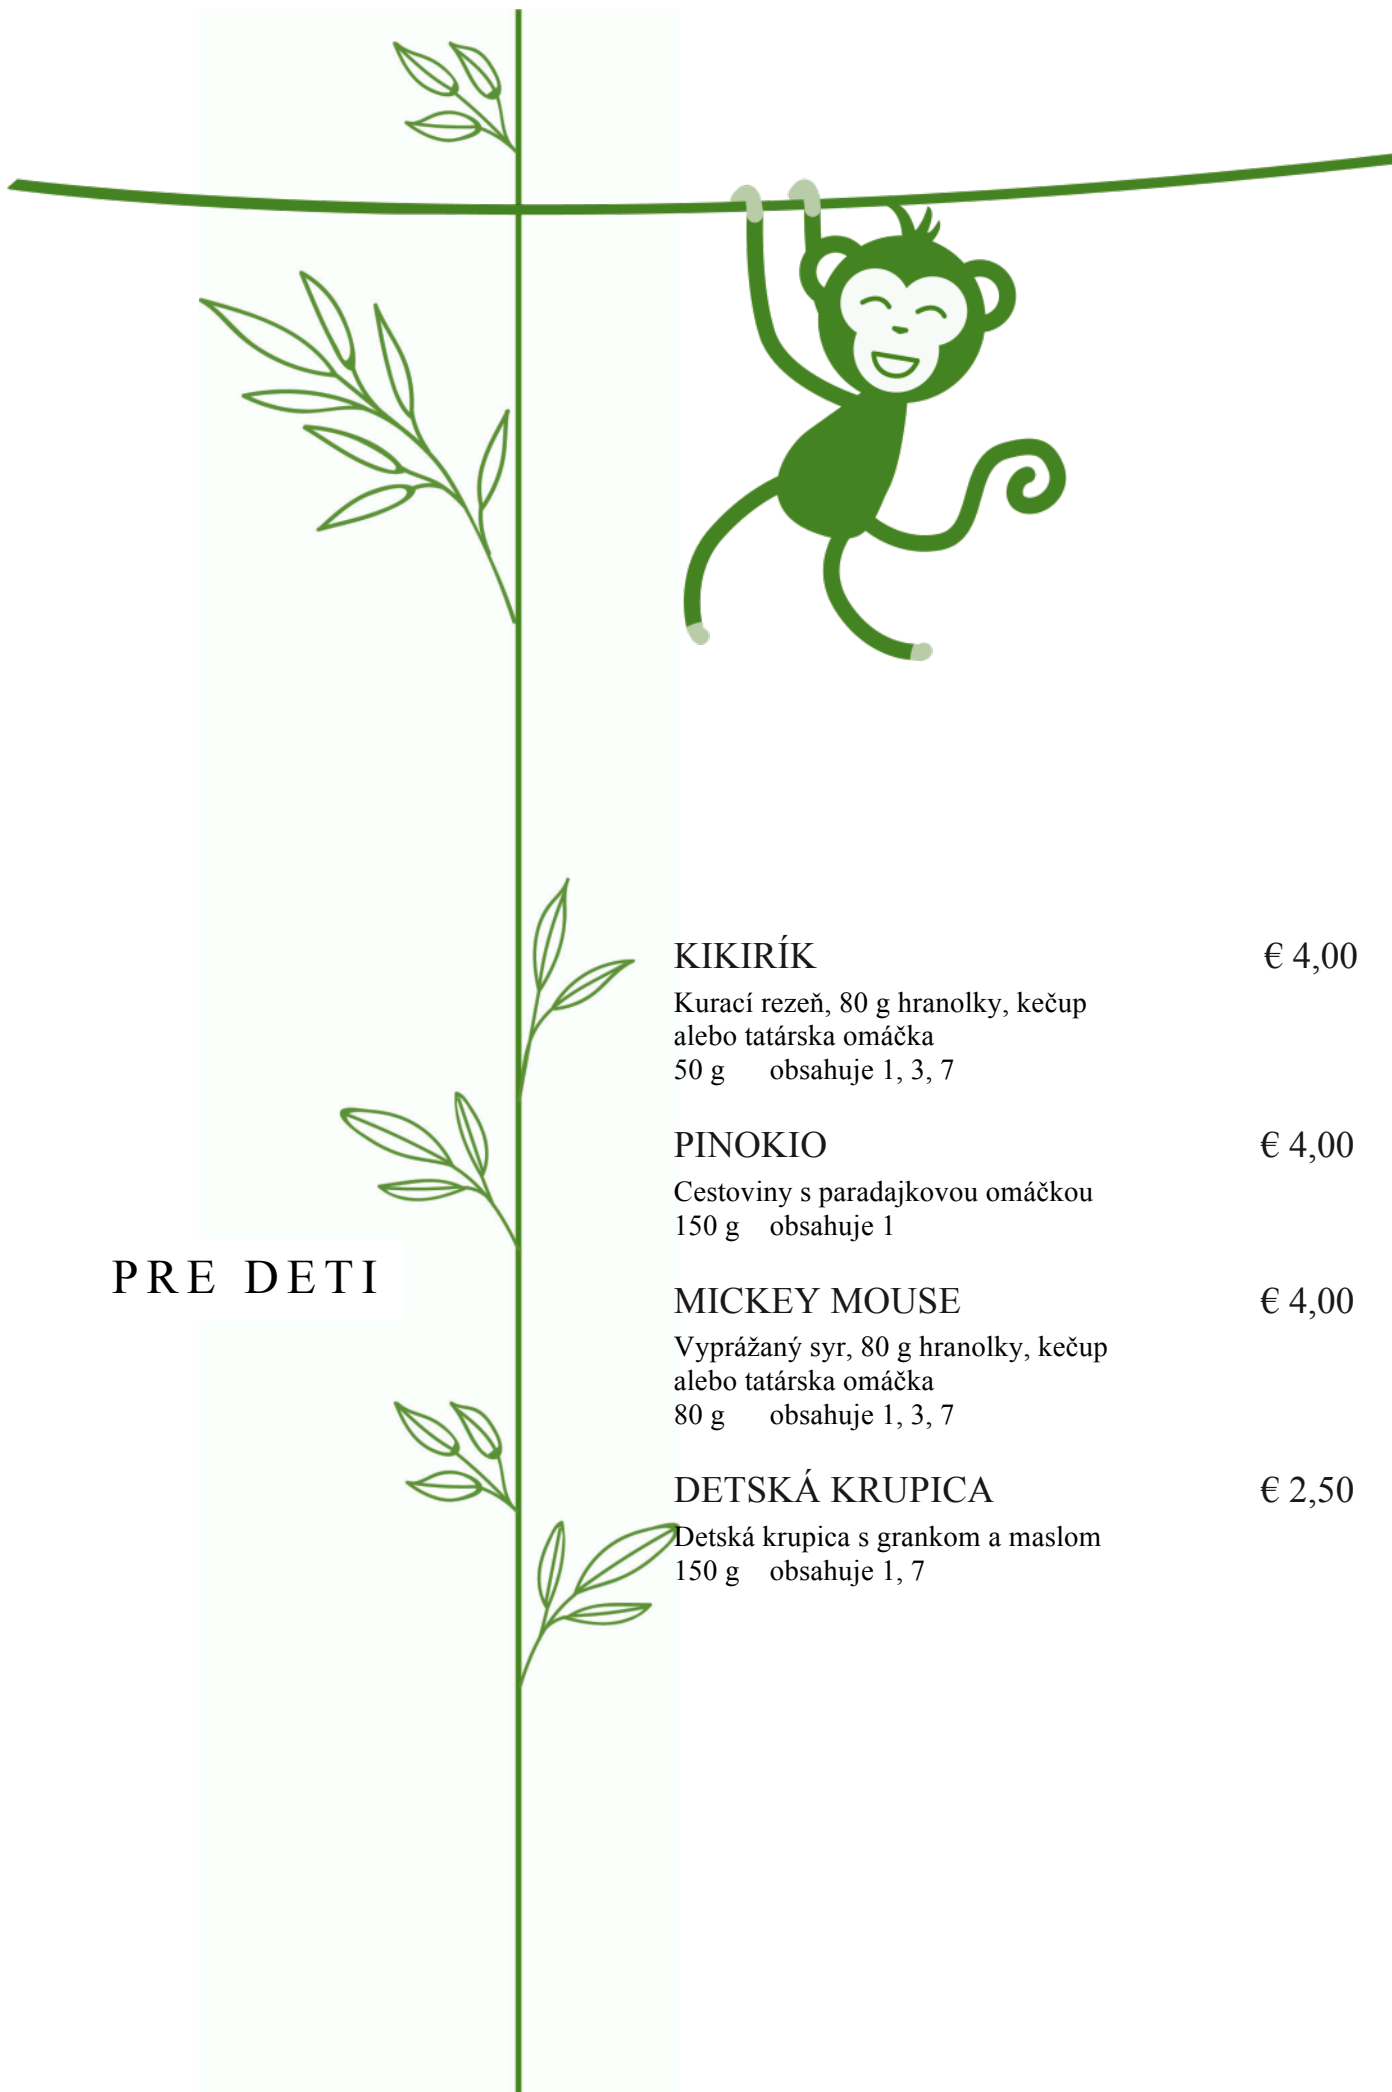 PRE DETI
KIKIRÍK € 4,00
Kurací rezeň, 80 g hranolky, kečup
alebo tatárska omáčka
50 g obsahuje 1, 3, 7
PINOKIO € 4,00
Cestoviny s paradajkovou omáčkou
150 g obsahuje 1
MICKEY MOUSE € 4,00
Vyprážaný syr, 80 g hranolky, kečup
alebo tatárska omáčka
80 g obsahuje 1, 3, 7
DETSKÁ KRUPICA € 2,50
Detská krupica s grankom a maslom
150 g obsahuje 1, 7